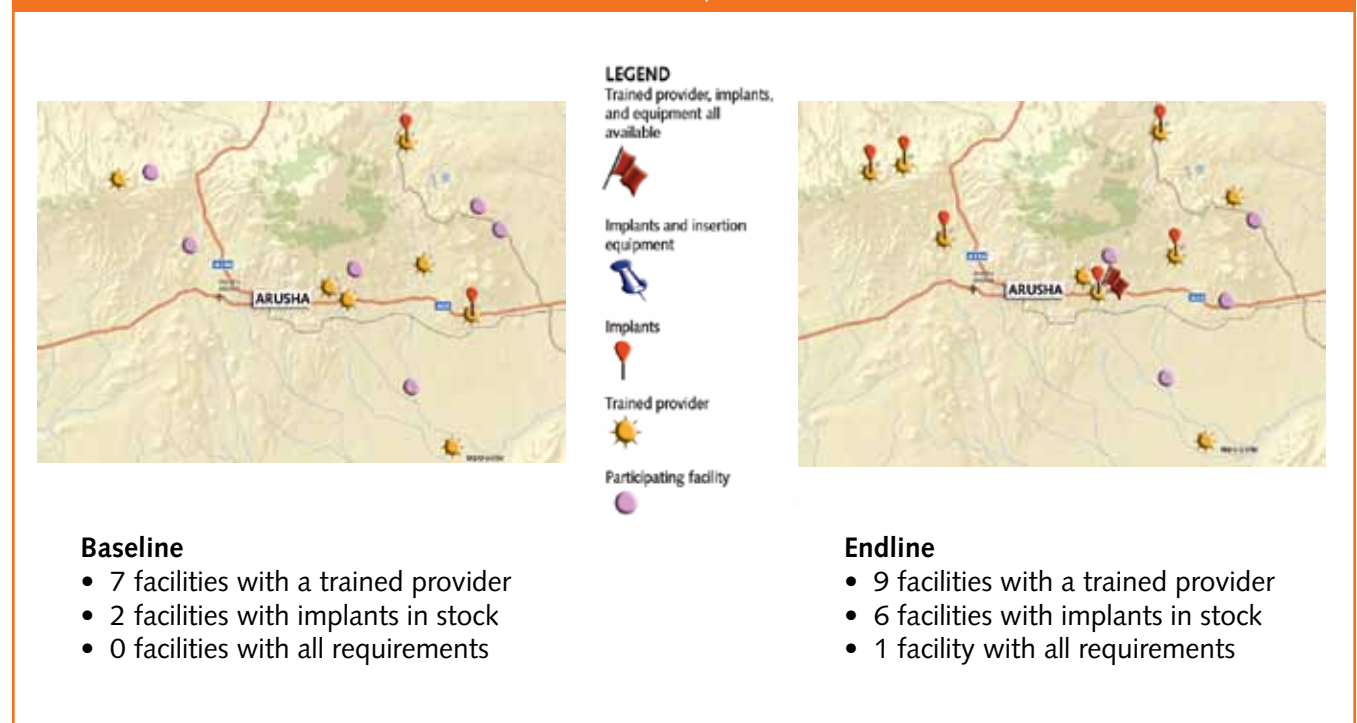 LEGEND
Trained provider, implants,
and equipment all
available
Implants and insertion
equipment
Implants
Trained provider
Participating facility
ARUSHA
ARUSHA
Baseline
• 7 facilities with a trained provider
• 2 facilities with implants in stock
• 0 facilities with all requirements
Endline
• 9 facilities with a trained provider
• 6 facilities with implants in stock
• 1 facility with all requirements